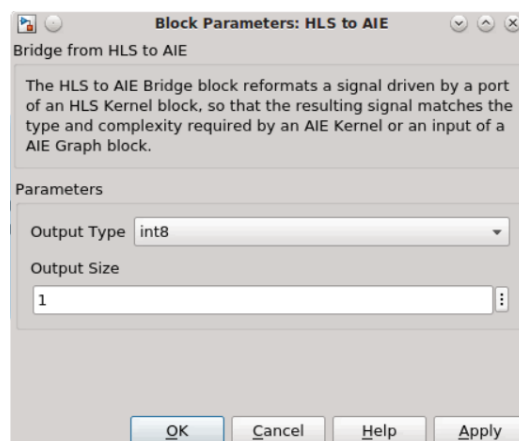 Block Parameters: HLS to AIE
Bridge from HLS to AIE
The HLS to AIE Bridge block reformats a signal driven by a port
of an HLS Kernel block, so that the resulting signal matches the
type and complexity required by an AIE Kernel or an input of a
AIE Graph block.
Parameters
Output Type int8
Output Size
1
OK Cancel Help Apply